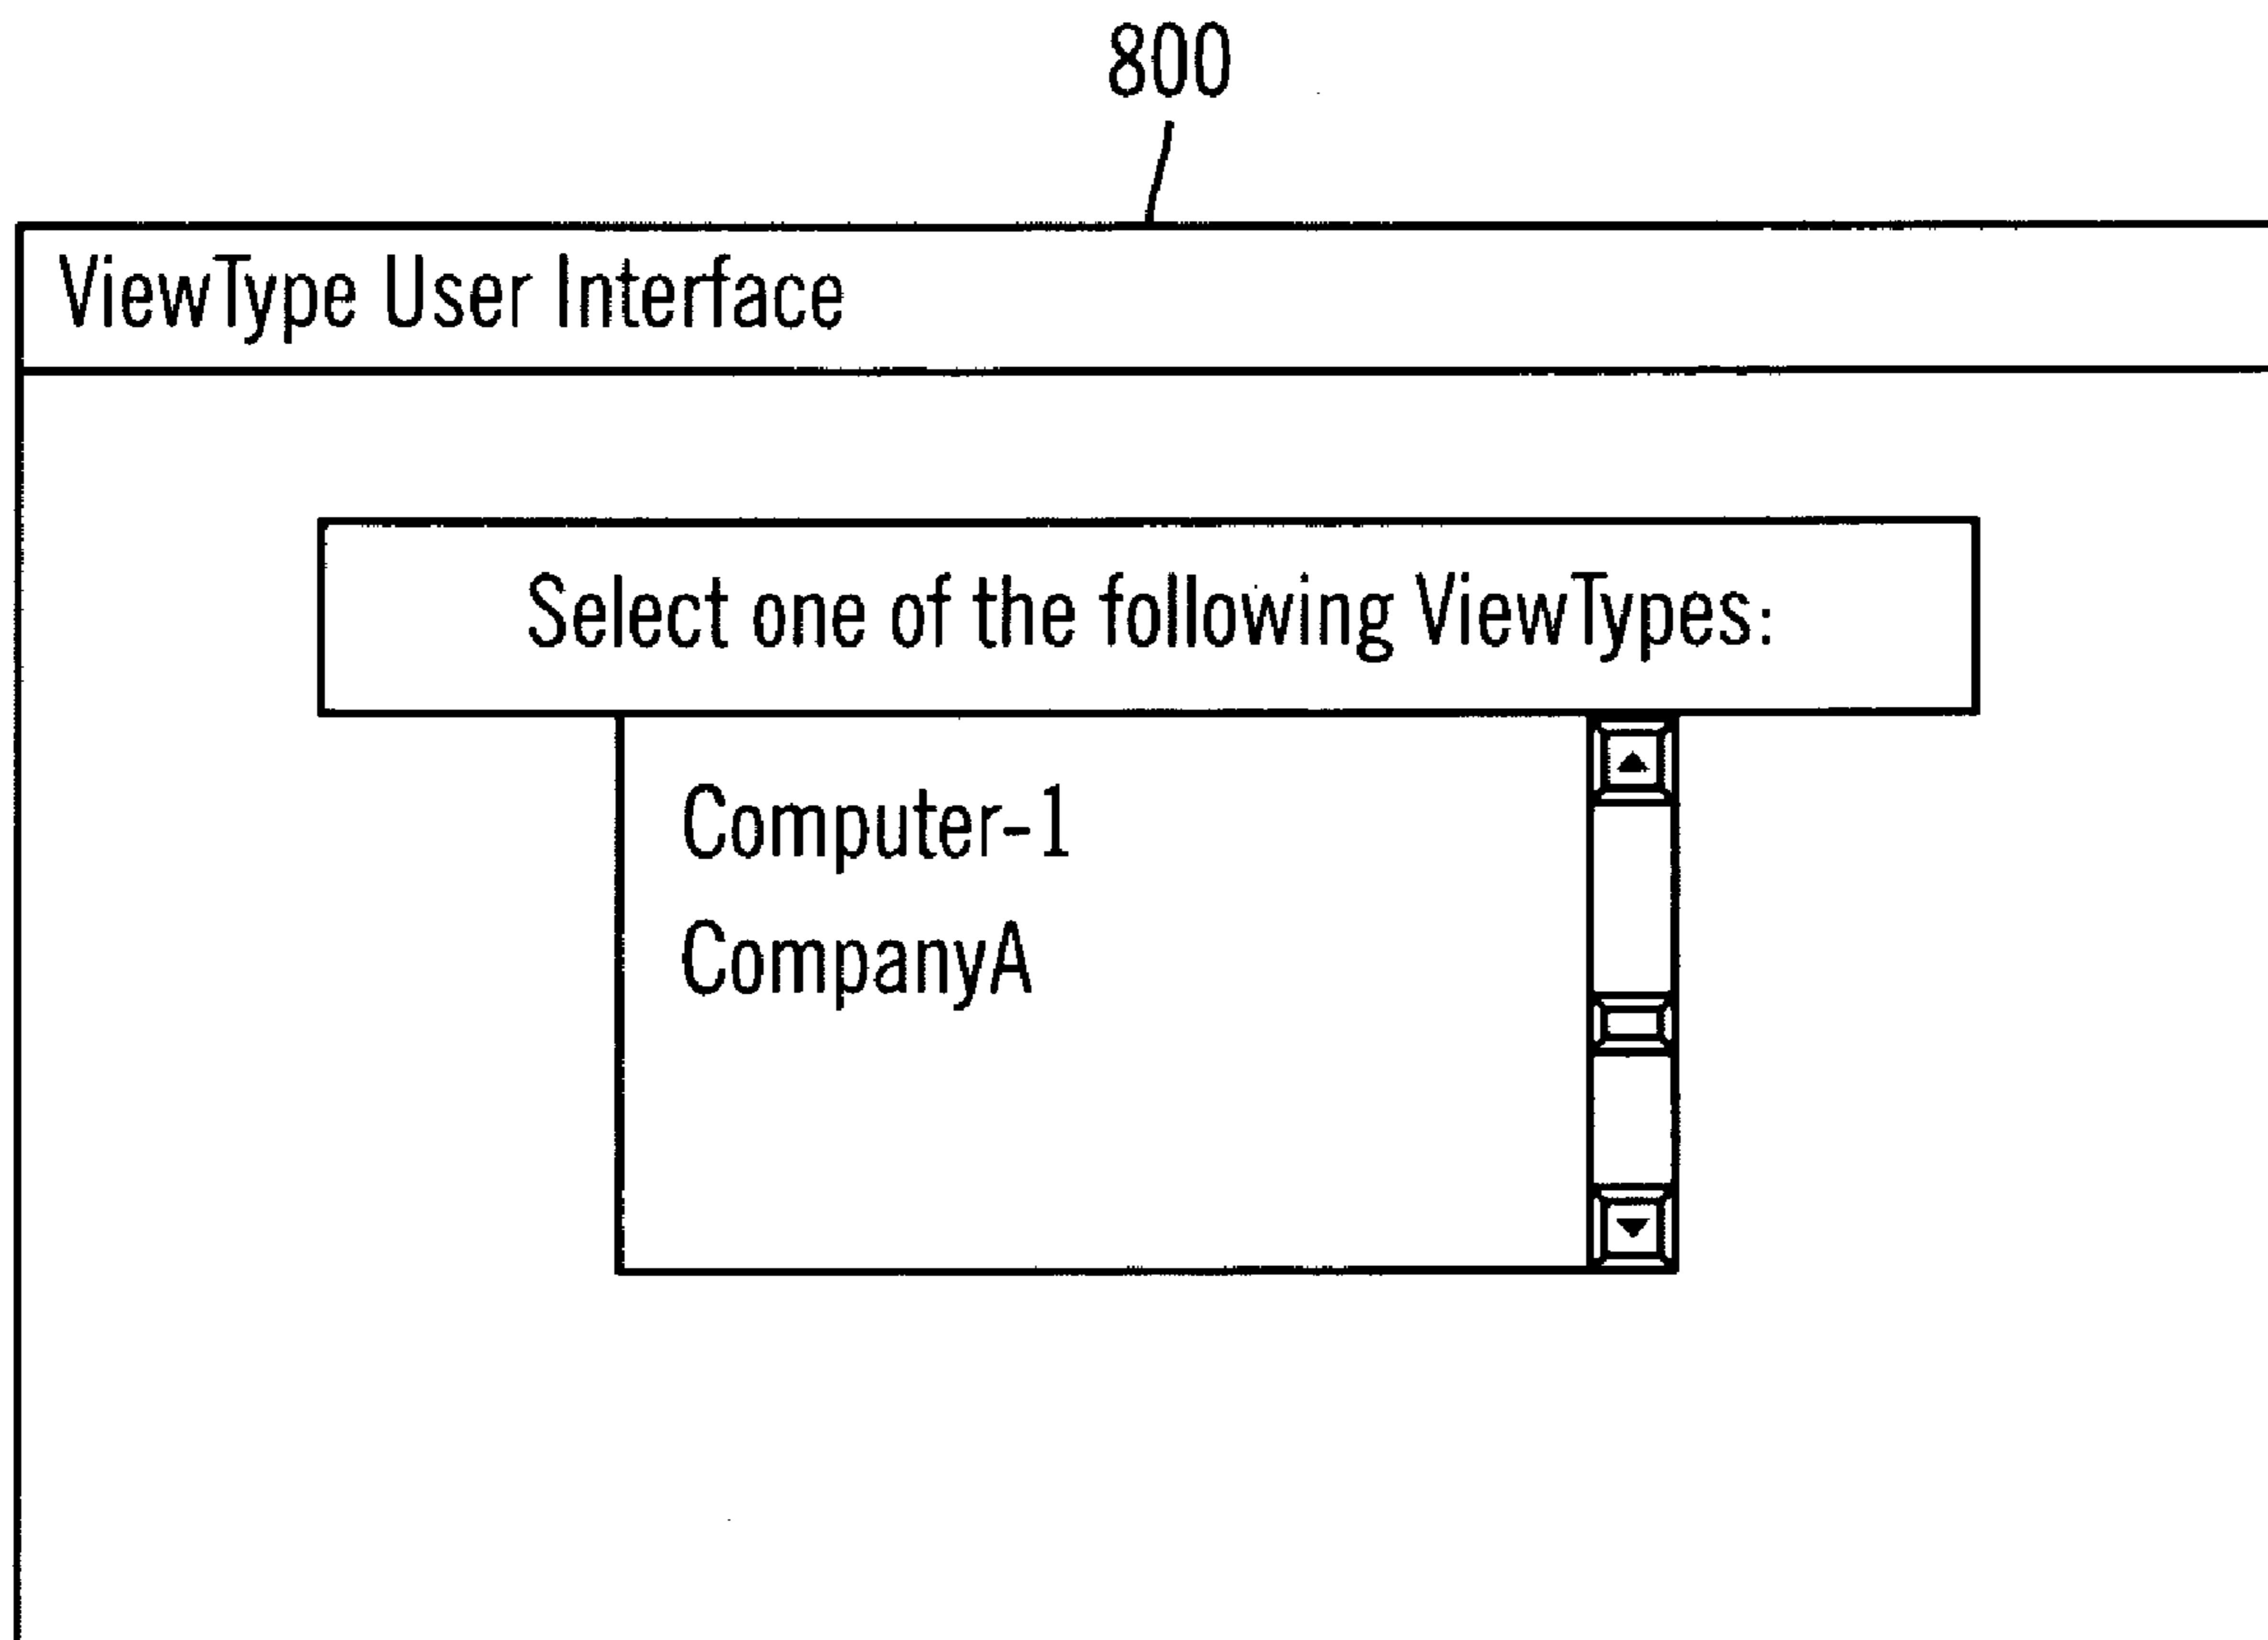 800
ViewType User Interface
Select one of the following ViewTypes:
Computer-1
CompanyA